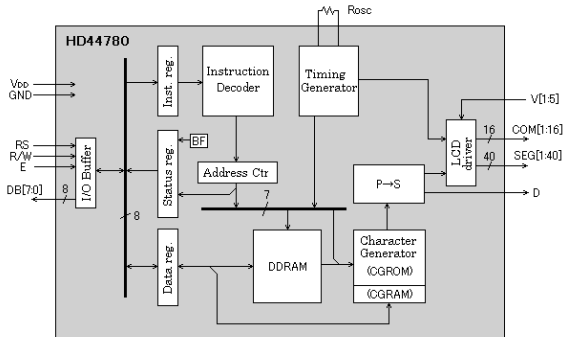 Rosc
HD44780
VDD
GND
RS
R/W
E
DB[7:0]
8
I/O Buffer
8
Inst. reg.
Instruction
Decoder
Timing
Generator
Status reg.
BF
Address Ctr
7
Data reg.
DDRAM
P→S
Character
Generator
(CGROM)
(CGRAM)
LCD
driver
V[1:5]
16
COM[1:16]
40
SEG[1:40]
D